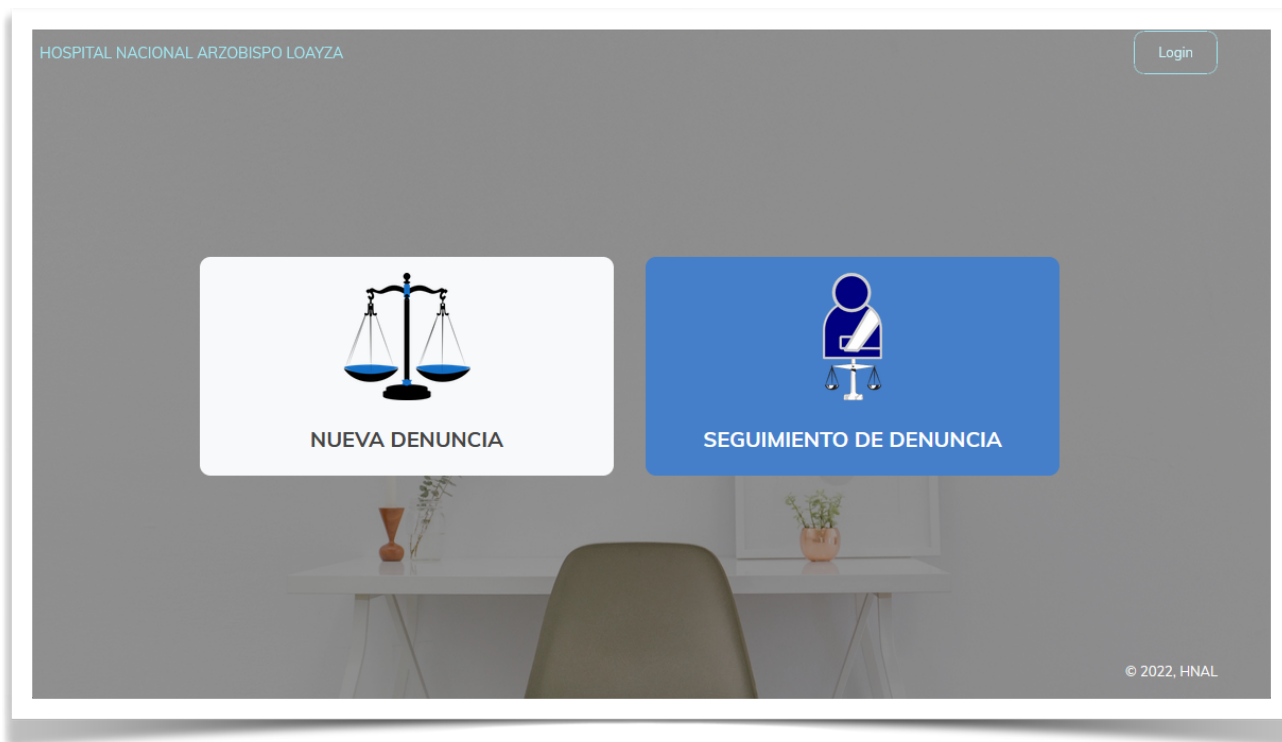 HOSPITAL NACIONAL ARZOBISPO LOAYZA
Login
NUEVA DENUNCIA
SEGUIMIENTO DE DENUNCIA
© 2022, HNAL